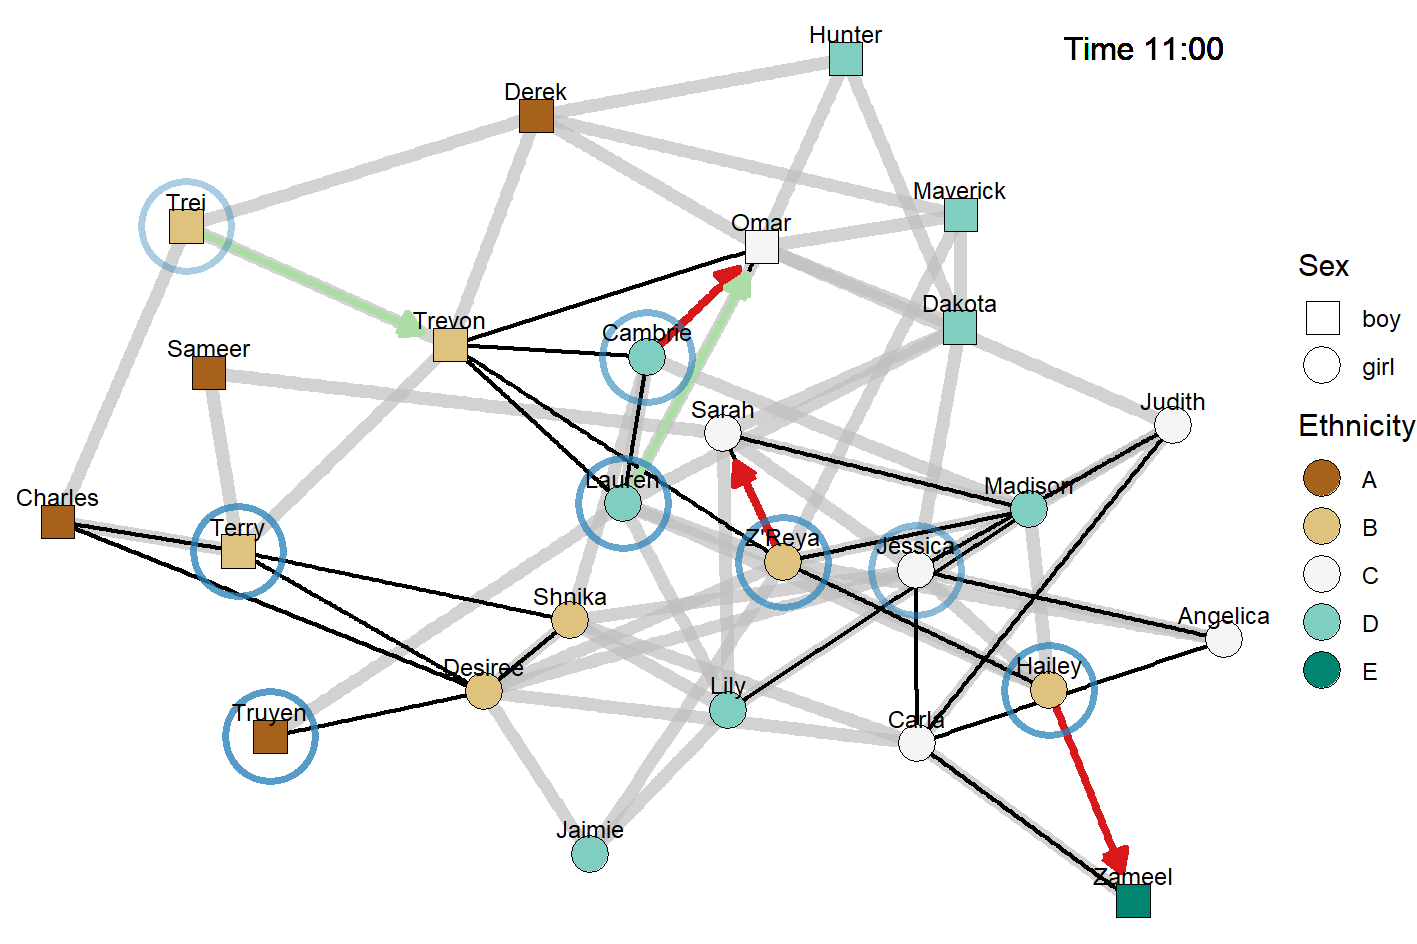 Hunter
Time 11:00
Derek
Maverick
Trei
Omar
Dakota
Trevon
Cambrie
Sameer
Judith
Sarah
Lauren
Madison
Charles
Terry
Z'Reya
Jessica
Shnika
Angelica
Desiree
Hailey
Lily
Truyen
Carla
Jaimie
Zameel
Sex
boy
girl
Ethnicity
A
B
C
D
E